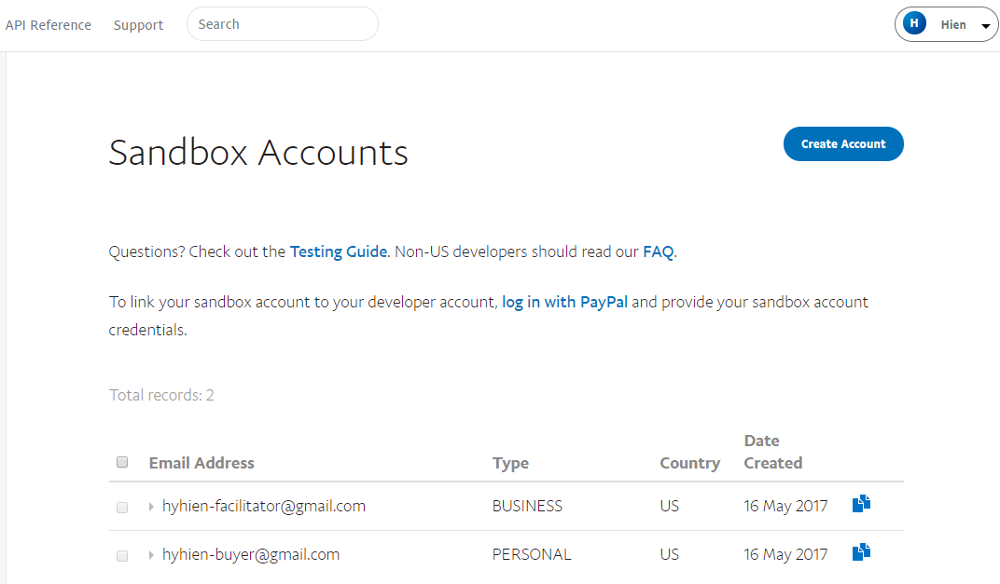 API Reference Support Search H Hien
Sandbox Accounts Create Account
Questions? Check out the Testing Guide. Non-US developers should read our FAQ.
To link your sandbox account to your developer account, log in with PayPal and provide your sandbox account
credentials.
Total records: 2
Email Address Type Country Date Created
hyhien-facilitator@gmail.com BUSINESS US 16 May 2017
hyhien-buyer@gmail.com PERSONAL US 16 May 2017